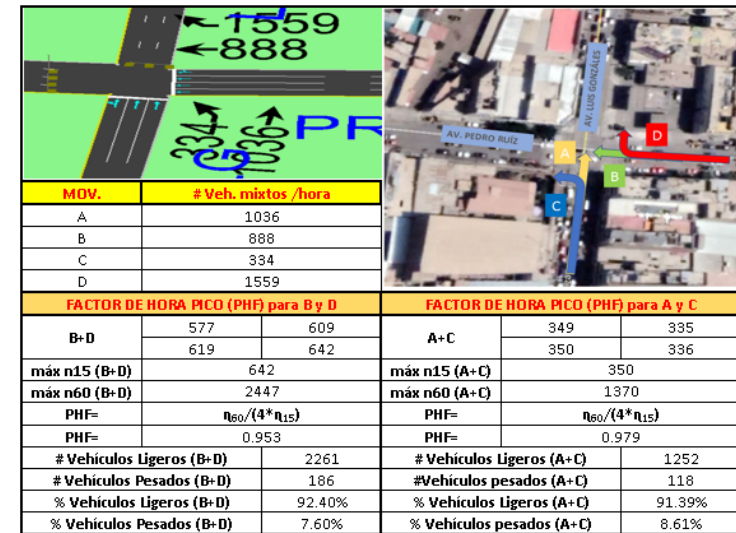 1559
888
334
1036
PR
AV. LUIS GONZÁLES
AV. PEDRO RUÍZ
A
B
C
D
MOV. # Veh. mixtos /hora
A 1036
B 888
C 334
D 1559
FACTOR DE HORA PICO (PHF) para B y D
B+D 577 609
619 642
máx n15 (B+D) 642
máx n60 (B+D) 2447
PHF= η60/(4*η15)
PHF= 0.953
# Vehículos Ligeros (B+D) 2261
# Vehículos Pesados (B+D) 186
% Vehículos Ligeros (B+D) 92.40%
% Vehículos Pesados (B+D) 7.60%
FACTOR DE HORA PICO (PHF) para A y C
A+C 349 335
350 336
máx n15 (A+C) 350
máx n60 (A+C) 1370
PHF= η60/(4*η15)
PHF= 0.979
# Vehículos Ligeros (A+C) 1252
#Vehículos pesados (A+C) 118
% Vehículos Ligeros (A+C) 91.39%
% Vehículos pesados (A+C) 8.61%